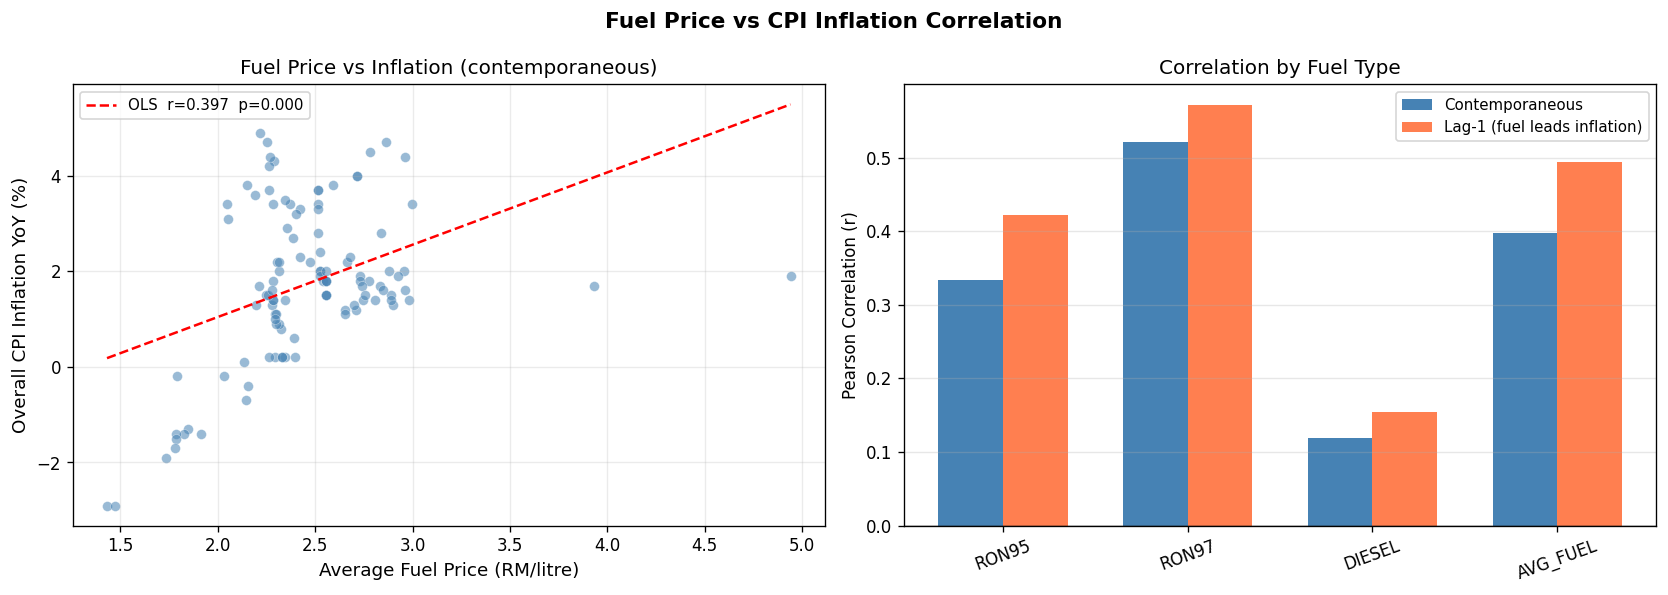 Fuel Price vs CPI Inflation Correlation
Fuel Price vs Inflation (contemporaneous)
OLS  r=0.397  p=0.000
Overall CPI Inflation YoY (%)
4
2
0
−2
1.5
2.0
2.5
3.0
3.5
4.0
4.5
5.0
Average Fuel Price (RM/litre)
Correlation by Fuel Type
Contemporaneous
Lag-1 (fuel leads inflation)
Pearson Correlation (r)
0.5
0.4
0.3
0.2
0.1
0.0
RON95
RON97
DIESEL
AVG_FUEL